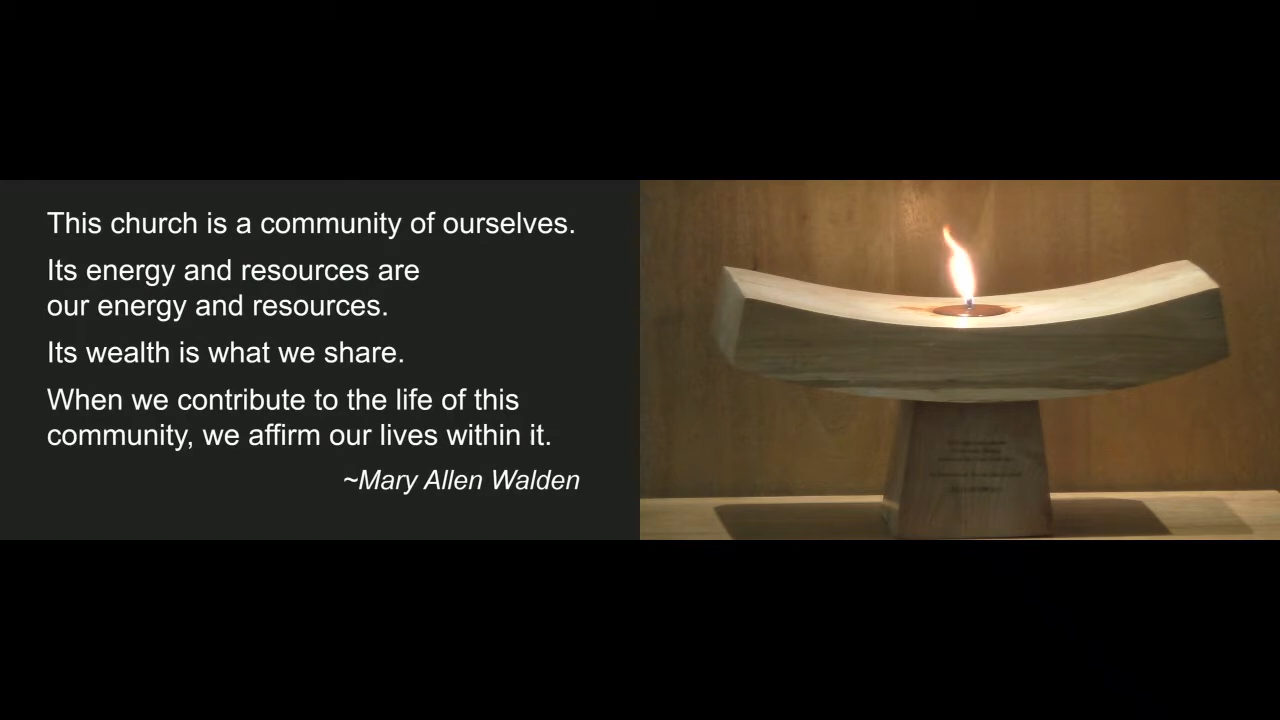 This church is a community of ourselves.
Its energy and resources are
our energy and resources.
Its wealth is what we share.
When we contribute to the life of this
community, we affirm our lives within it.
~Mary Allen Walden